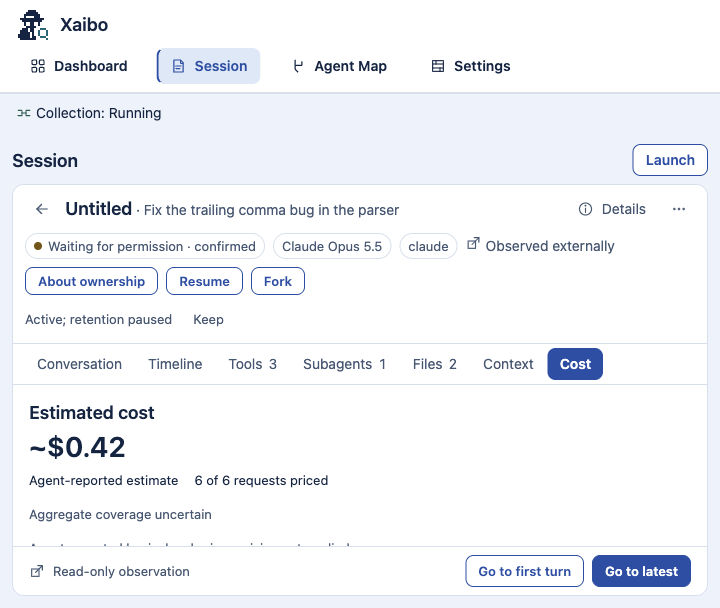 Xaibo
Dashboard Session Agent Map Settings
Collection: Running
Session Launch
Untitled · Fix the trailing comma bug in the parser Details
Waiting for permission · confirmed Claude Opus 5.5 claude Observed externally
About ownership Resume Fork
Active; retention paused Keep
Conversation Timeline Tools 3 Subagents 1 Files 2 Context Cost
Estimated cost
~$0.42
Agent-reported estimate 6 of 6 requests priced
Aggregate coverage uncertain
Read-only observation Go to first turn Go to latest